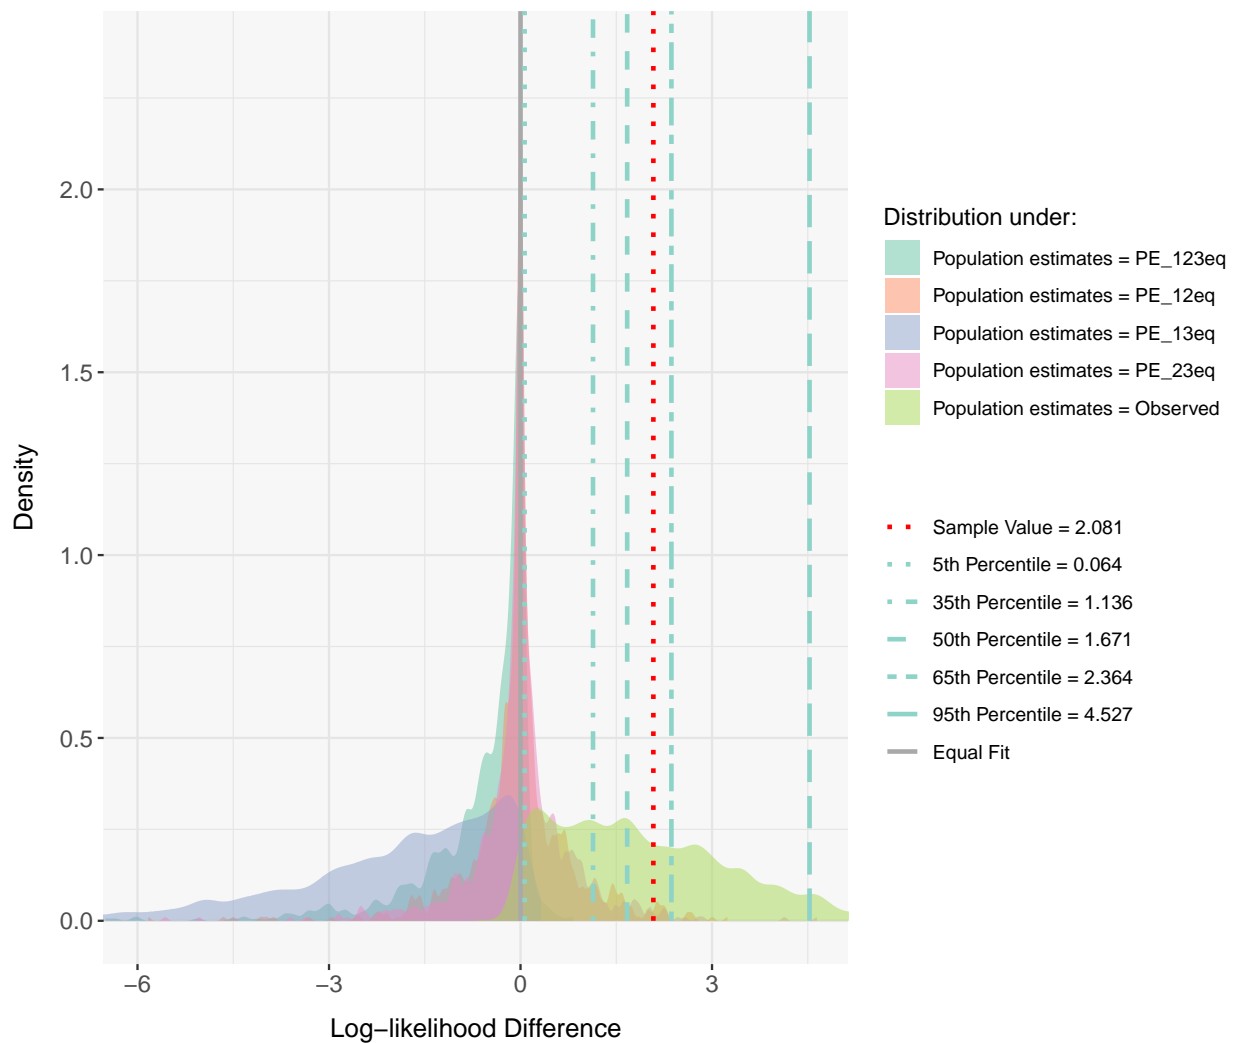 2.0
1.5
1.0
0.5
0.0
Density
−6
−3
0
3
Log−likelihood Difference
Distribution under:
Population estimates = PE_123eq
Population estimates = PE_12eq
Population estimates = PE_13eq
Population estimates = PE_23eq
Population estimates = Observed
Sample Value = 2.081
5th Percentile = 0.064
35th Percentile = 1.136
50th Percentile = 1.671
65th Percentile = 2.364
95th Percentile = 4.527
Equal Fit